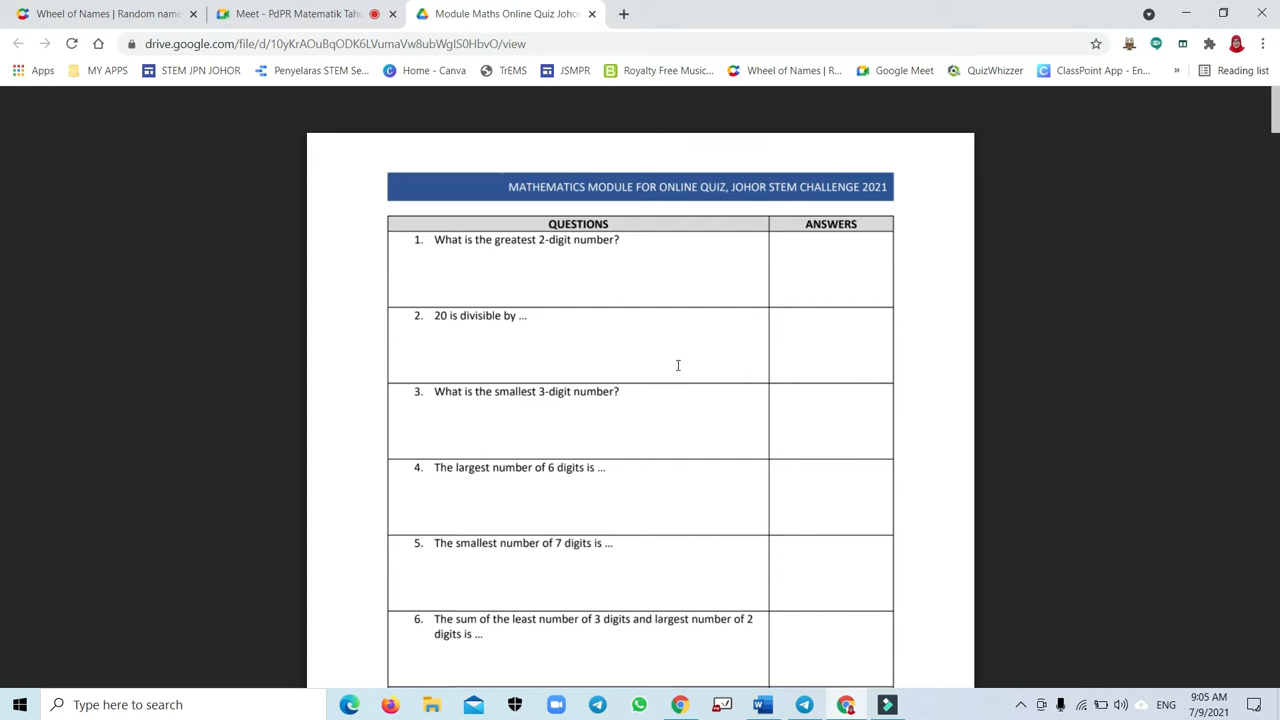 Wheel of Names | Random name
Meet - PdPR Matematik Tahu
Module Maths Online Quiz Johor
drive.google.com/file/d/10yKrAOuBqODK6LVumaVw8ubWgIS0HbvO/view
Apps
MY APPS
STEM JPN JOHOR
Penyelaras STEM Se...
Home - Canva
TrEMS
JSMPR
Royalty Free Music...
Wheel of Names | R...
Google Meet
QuizWhizzer
ClassPoint App - En...
»
Reading list
MATHEMATICS MODULE FOR ONLINE QUIZ, JOHOR STEM CHALLENGE 2021
QUESTIONS
ANSWERS
1. What is the greatest 2-digit number?
2. 20 is divisible by ...
3. What is the smallest 3-digit number?
4. The largest number of 6 digits is ...
5. The smallest number of 7 digits is ...
6. The sum of the least number of 3 digits and largest number of 2
digits is ...
Type here to search
ENG
9:05 AM
7/9/2021